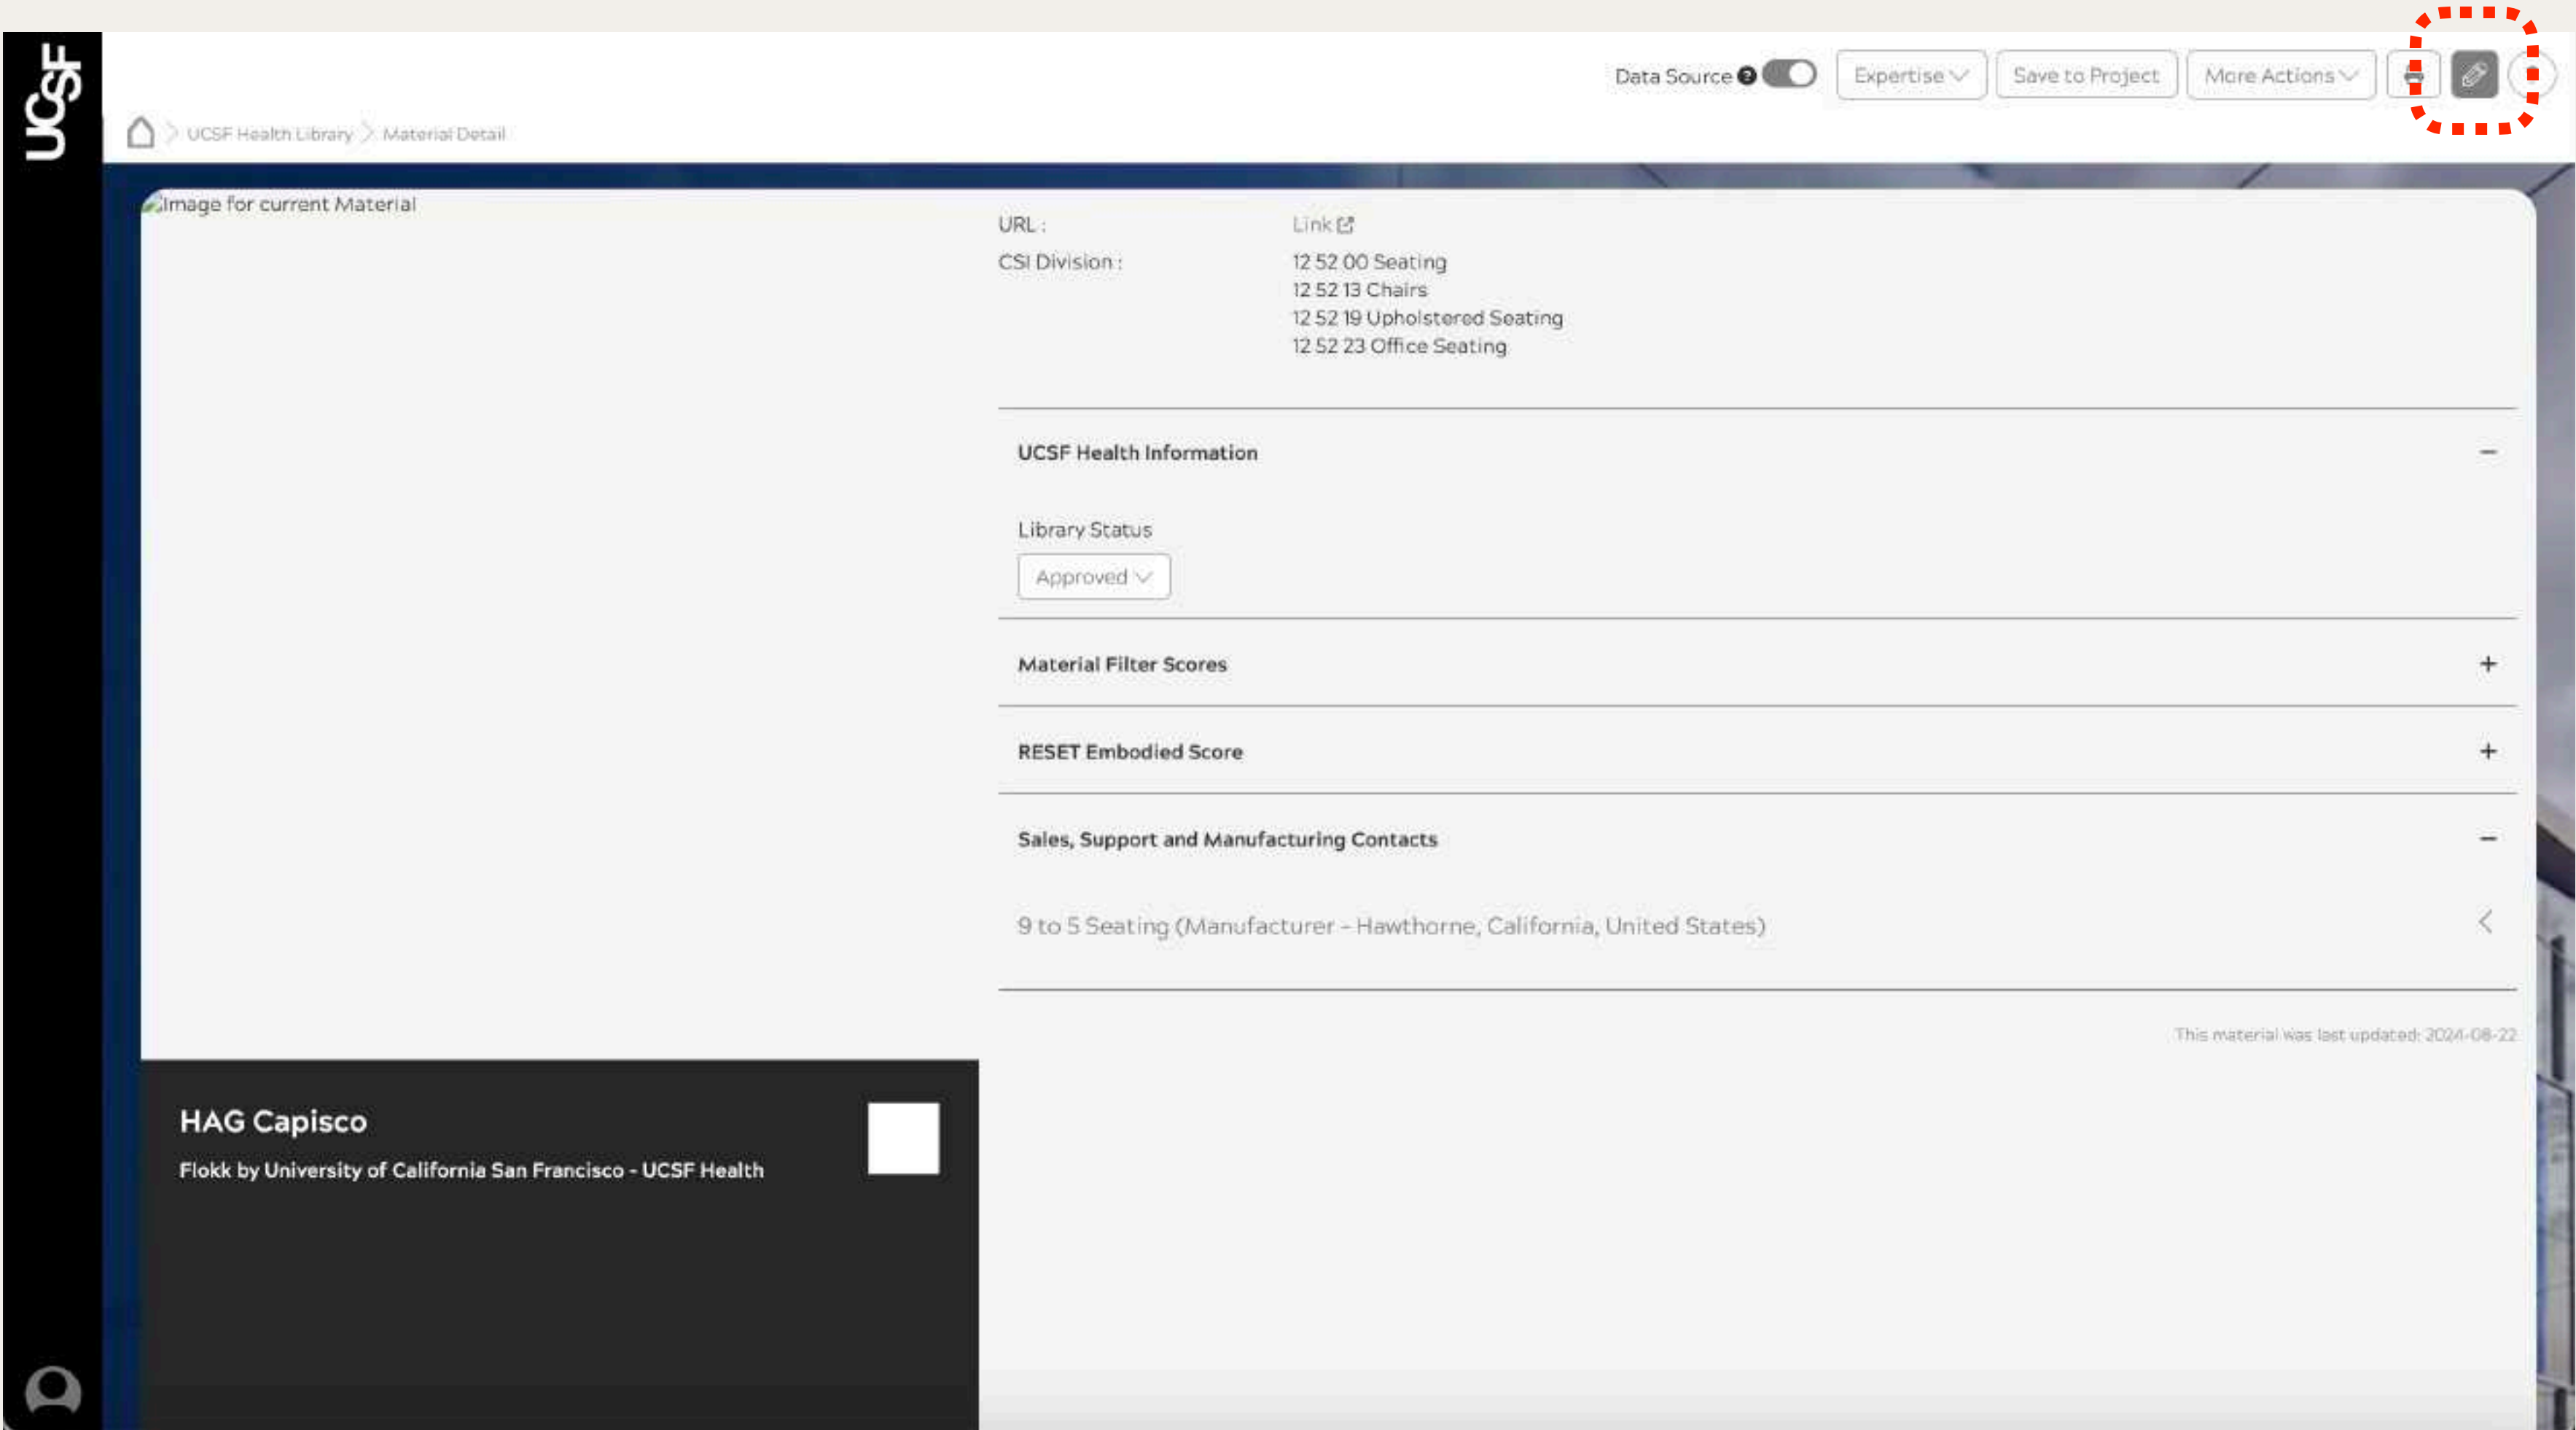 UCSF
Data Source ? Expertise Save to Project More Actions
UCSF Health Library > Material Detail
Image for current Material
URL : Link
CSI Division : 12 52 00 Seating
12 52 13 Chairs
12 52 19 Upholstered Seating
12 52 23 Office Seating
UCSF Health Information
Library Status
Approved
Material Filter Scores
RESET Embodied Score
Sales, Support and Manufacturing Contacts
9 to 5 Seating (Manufacturer - Hawthorne, California, United States)
This material was last updated: 2024-08-22
HAG Capisco
Flokk by University of California San Francisco - UCSF Health